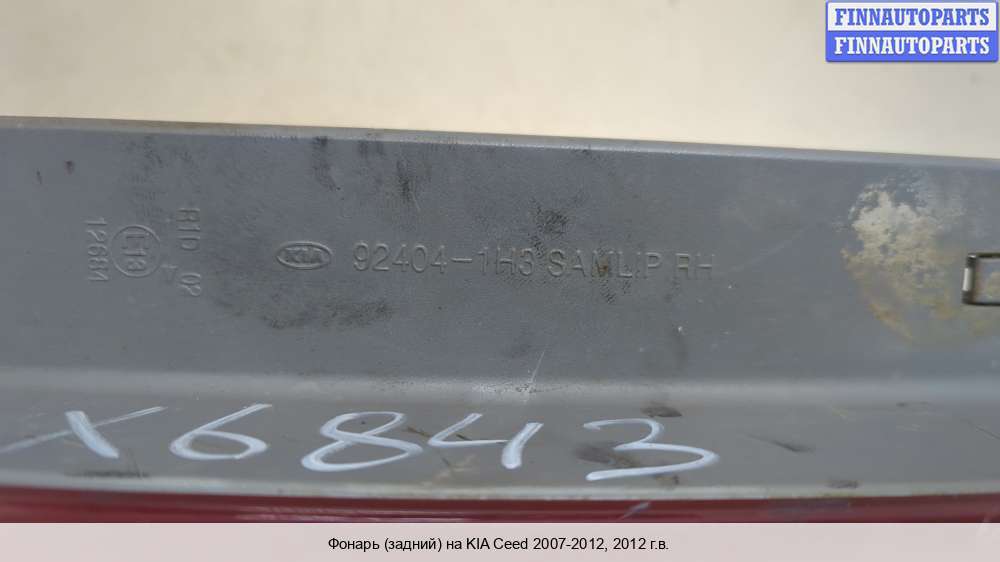 FINNAUTOPARTS
FINNAUTOPARTS
R10 02
E13
12684
KIA 92404-1H3 SAMLIP RH
X6843
Фонарь (задний) на KIA Ceed 2007-2012, 2012 г.в.